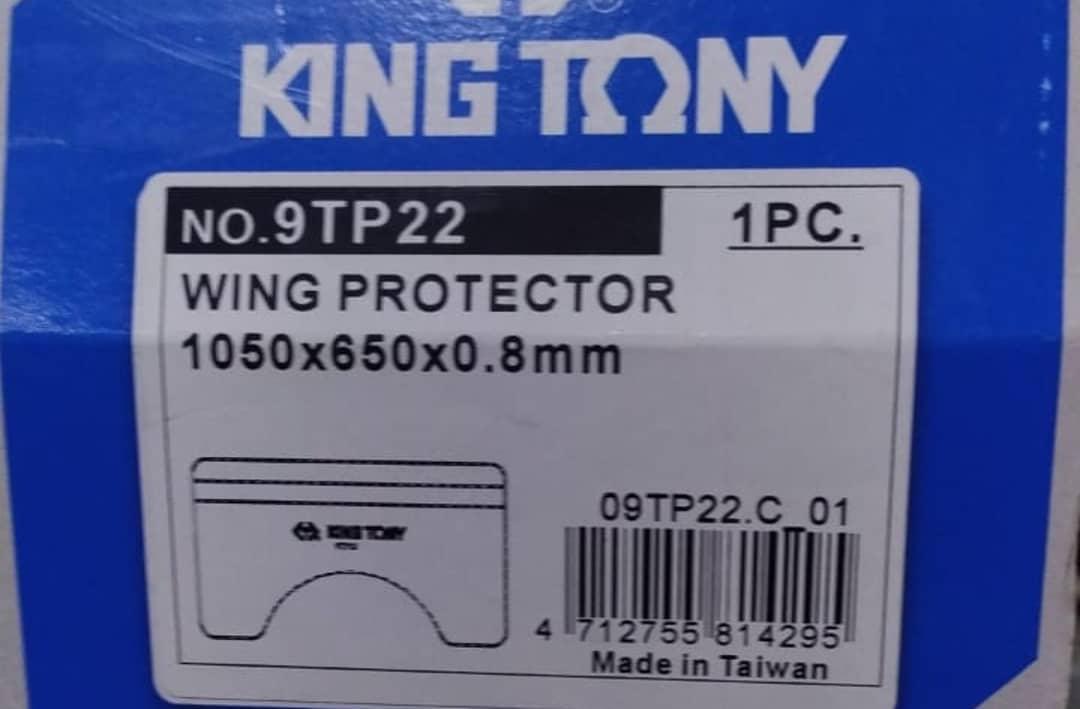 KING TONY
NO.9TP22
1PC.
WING PROTECTOR
1050x650x0.8mm
KING TONY
09TP22.C_01
4 712755 814295
Made in Taiwan